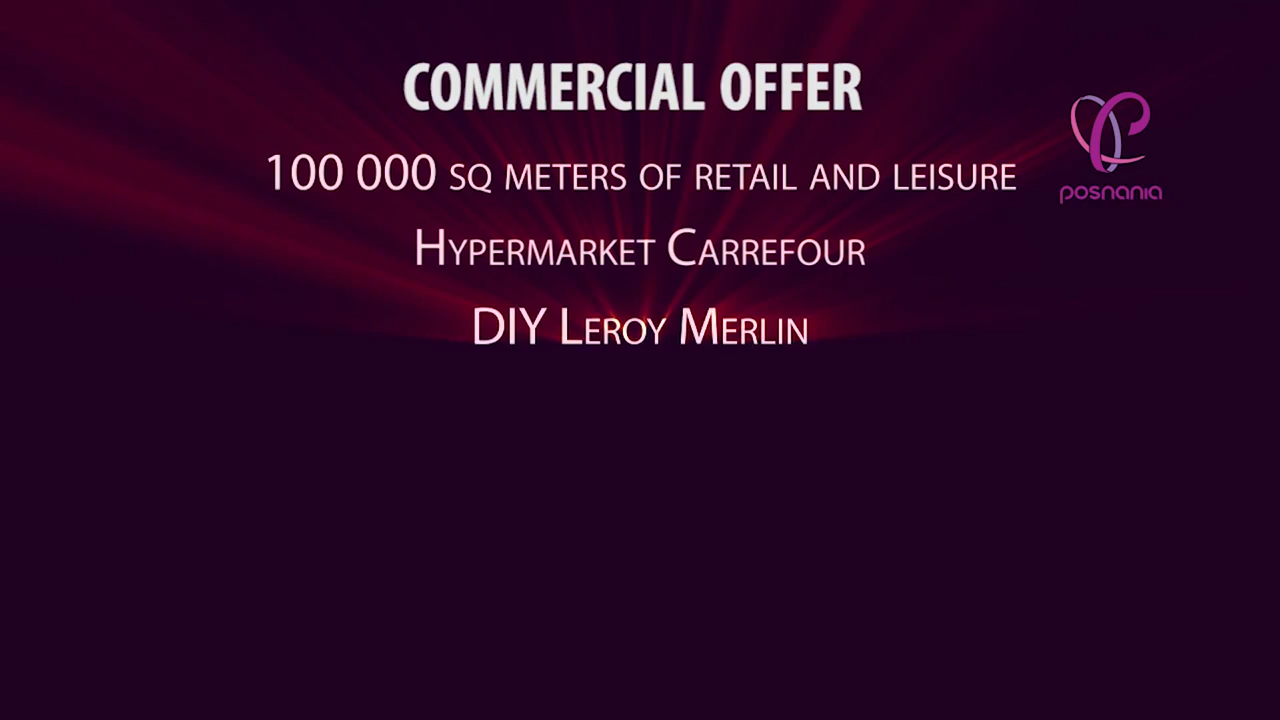 COMMERCIAL OFFER
100 000 SQ METERS OF RETAIL AND LEISURE
posnania
HYPERMARKET CARREFOUR
DIY LEROY MERLIN